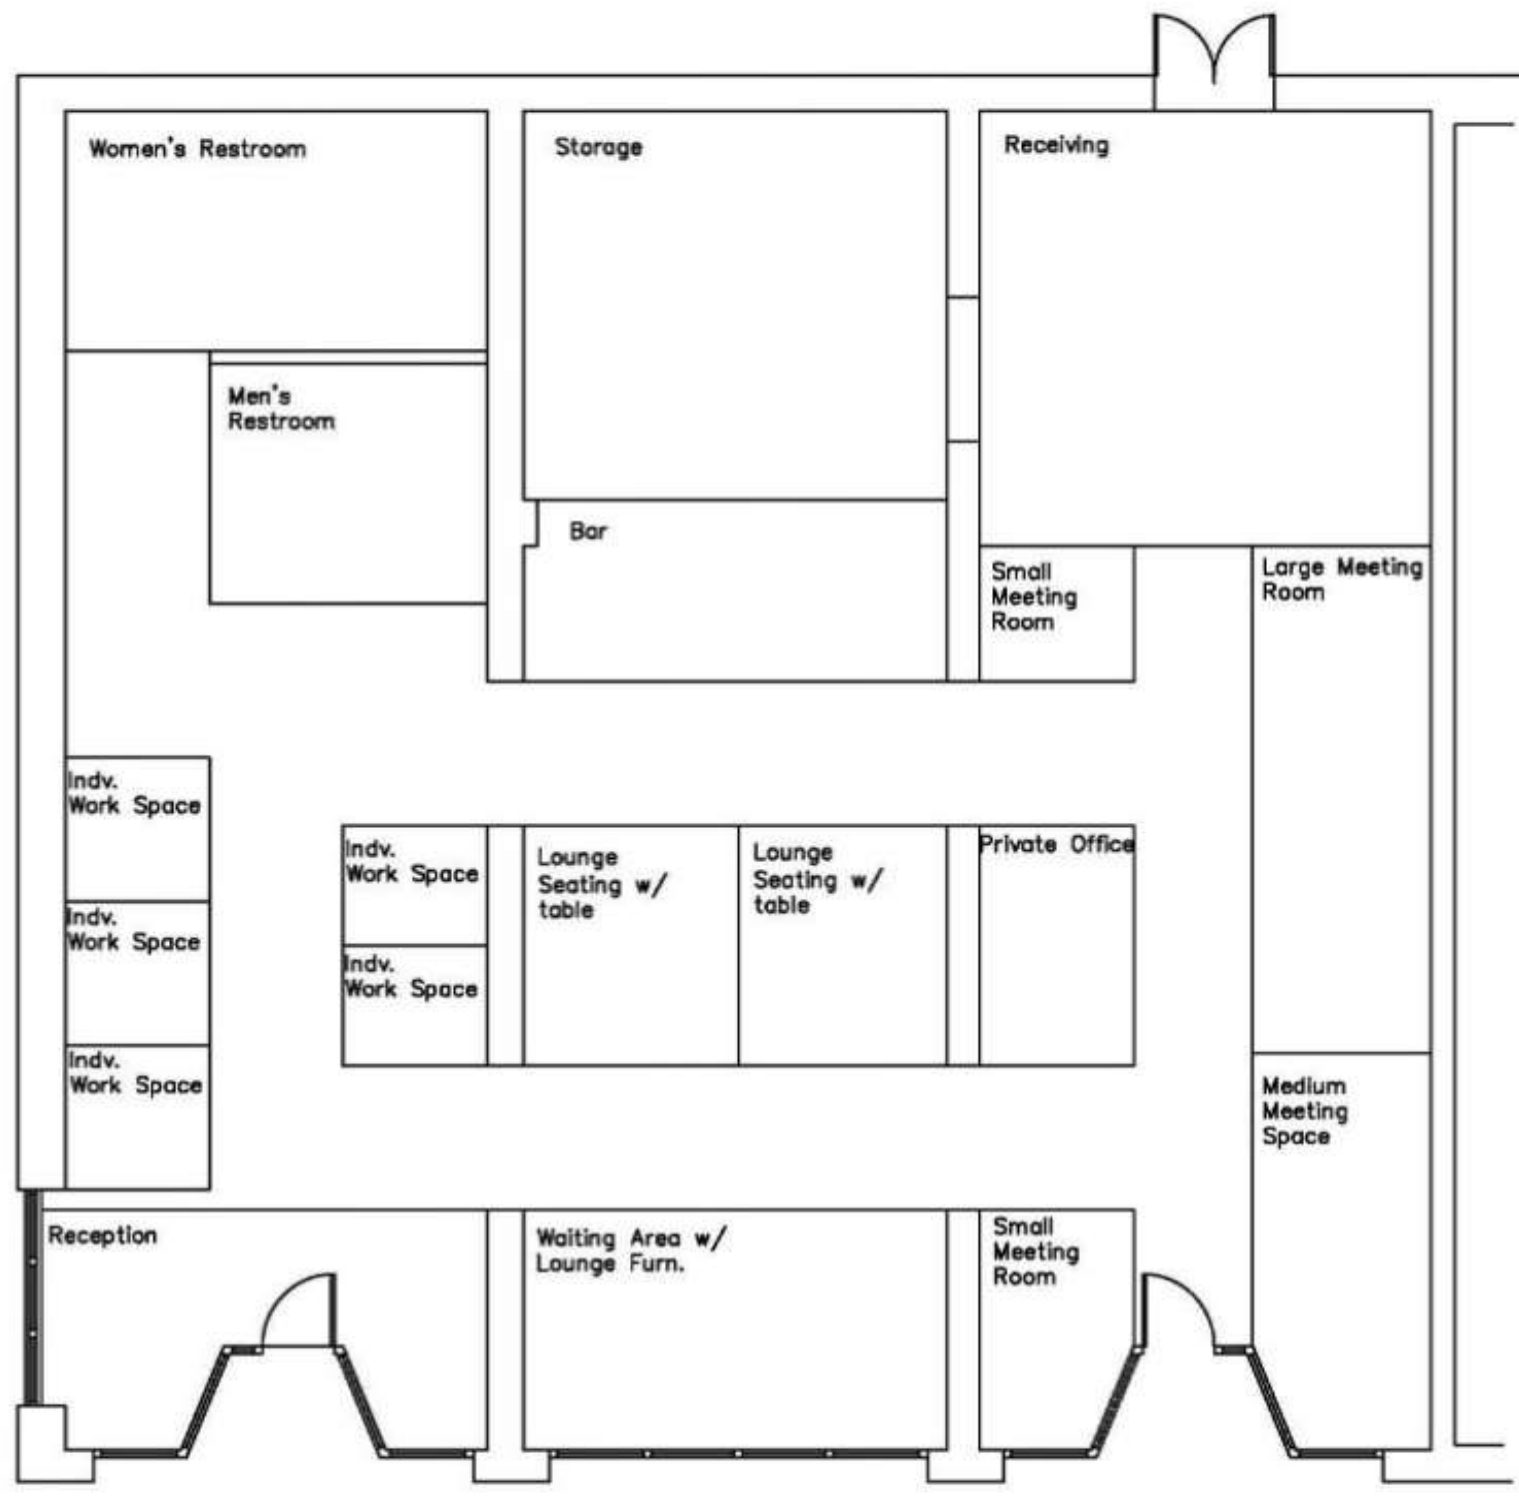 Women's Restroom
Storage
Receiving
Men's
Restroom
Bar
Small
Meeting
Room
Large Meeting
Room
Indv.
Work Space
Indv.
Work Space
Indv.
Work Space
Indv.
Work Space
Indv.
Work Space
Lounge
Seating w/
table
Lounge
Seating w/
table
Private Office
Medium
Meeting
Space
Reception
Waiting Area w/
Lounge Furn.
Small
Meeting
Room